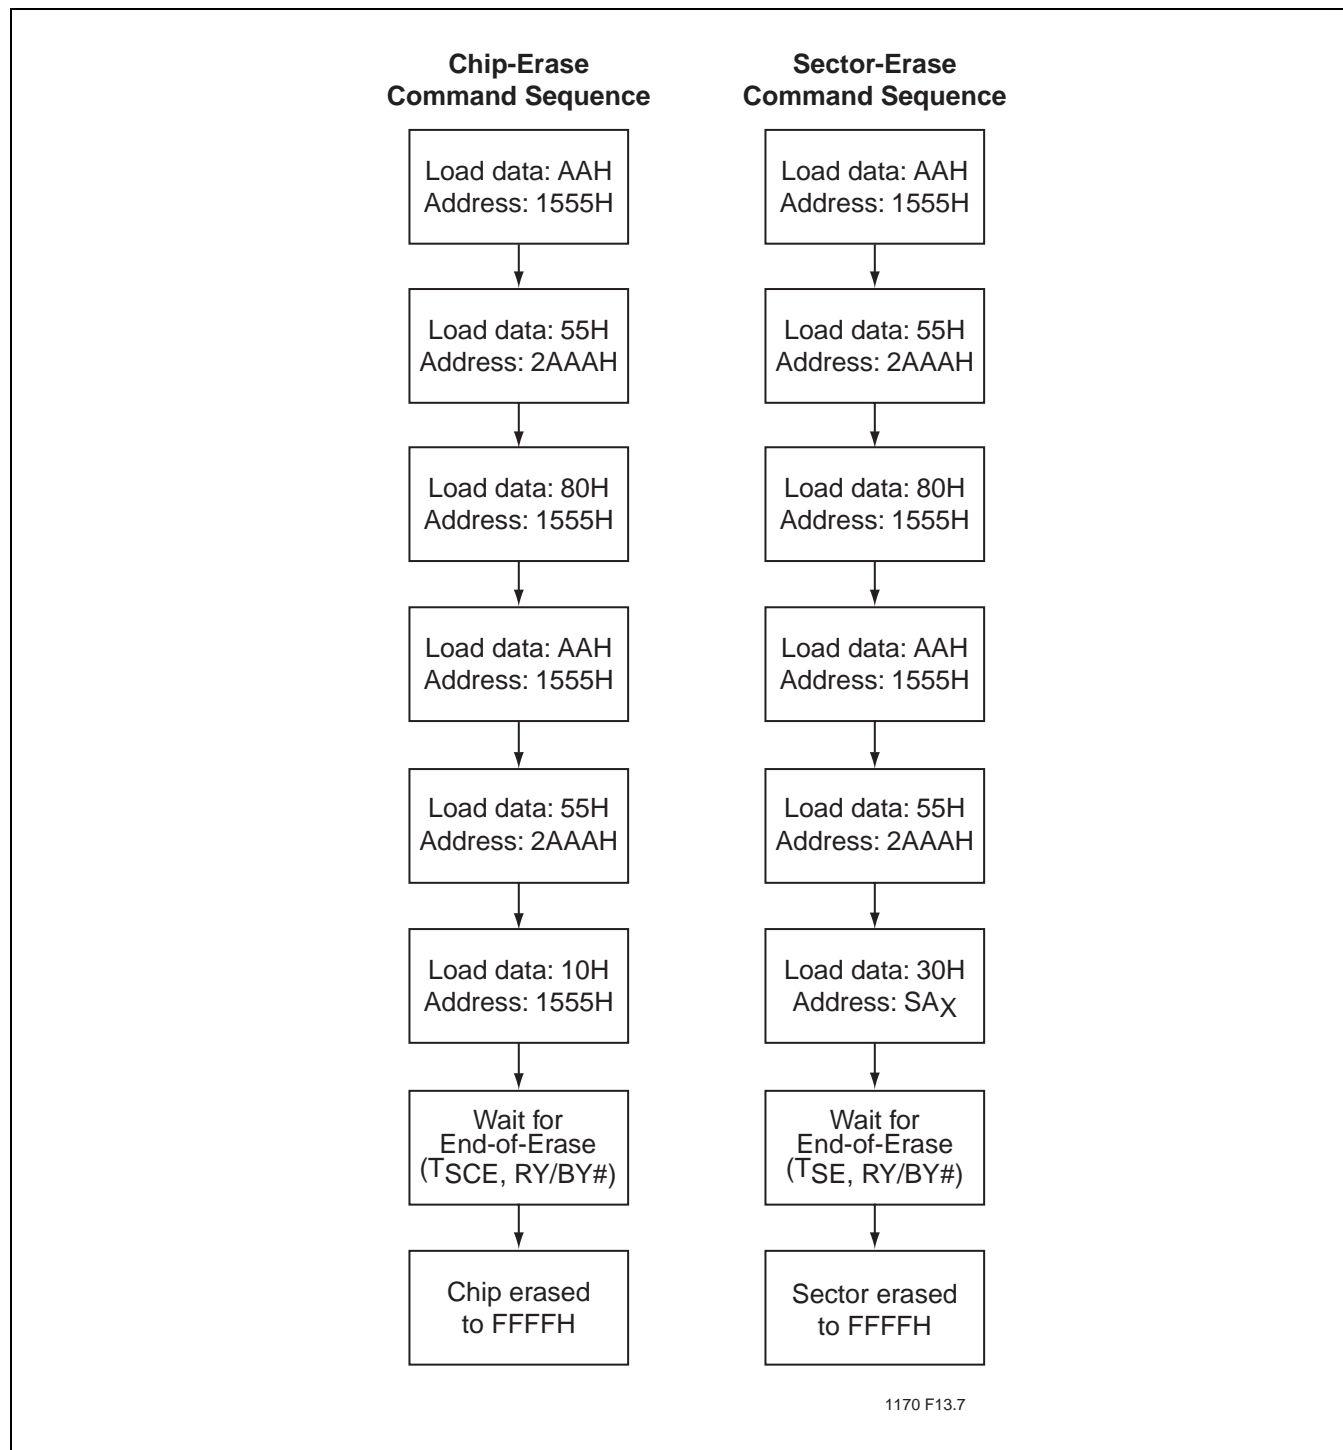 Chip-Erase
Command Sequence
Load data: AAH
Address: 1555H
Load data: 55H
Address: 2AAAH
Load data: 80H
Address: 1555H
Load data: AAH
Address: 1555H
Load data: 55H
Address: 2AAAH
Load data: 10H
Address: 1555H
Wait for
End-of-Erase
(TSCE, RY/BY#)
Chip erased
to FFFFH
Sector-Erase
Command Sequence
Load data: AAH
Address: 1555H
Load data: 55H
Address: 2AAAH
Load data: 80H
Address: 1555H
Load data: AAH
Address: 1555H
Load data: 55H
Address: 2AAAH
Load data: 30H
Address: SAX
Wait for
End-of-Erase
(TSE, RY/BY#)
Sector erased
to FFFFH
1170 F13.7